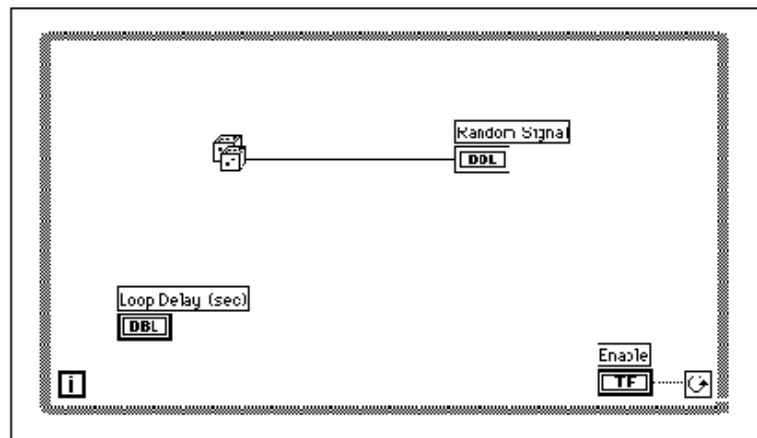 Random Signal
DBL
Loop Delay (sec)
DBL
Enable
TF
i